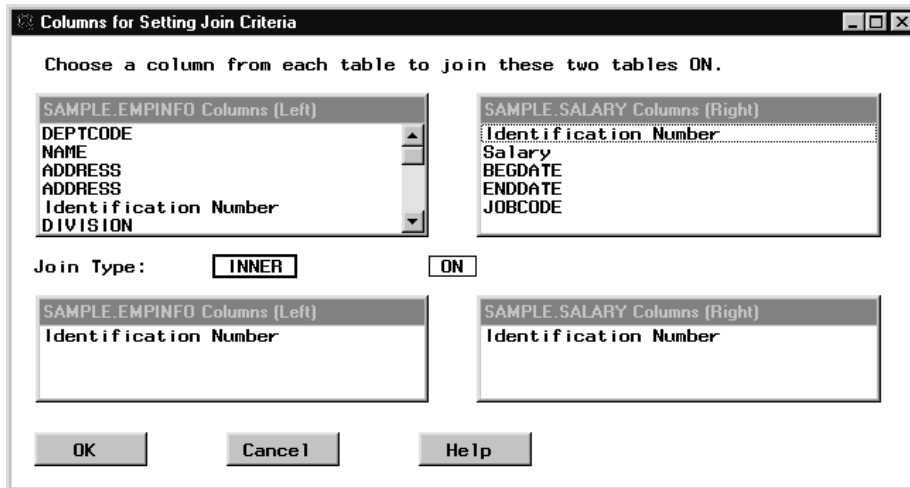 Columns for Setting Join Criteria
Choose a column from each table to join these two tables ON.
SAMPLE.EMPINFO Columns (Left)
DEPTCODE
NAME
ADDRESS
ADDRESS
Identification Number
DIVISION
SAMPLE.SALARY Columns (Right)
Identification Number
Salary
BEGDATE
ENDDATE
JOBCODE
Join Type: INNER ON
SAMPLE.EMPINFO Columns (Left)
Identification Number
SAMPLE.SALARY Columns (Right)
Identification Number
OK Cancel Help